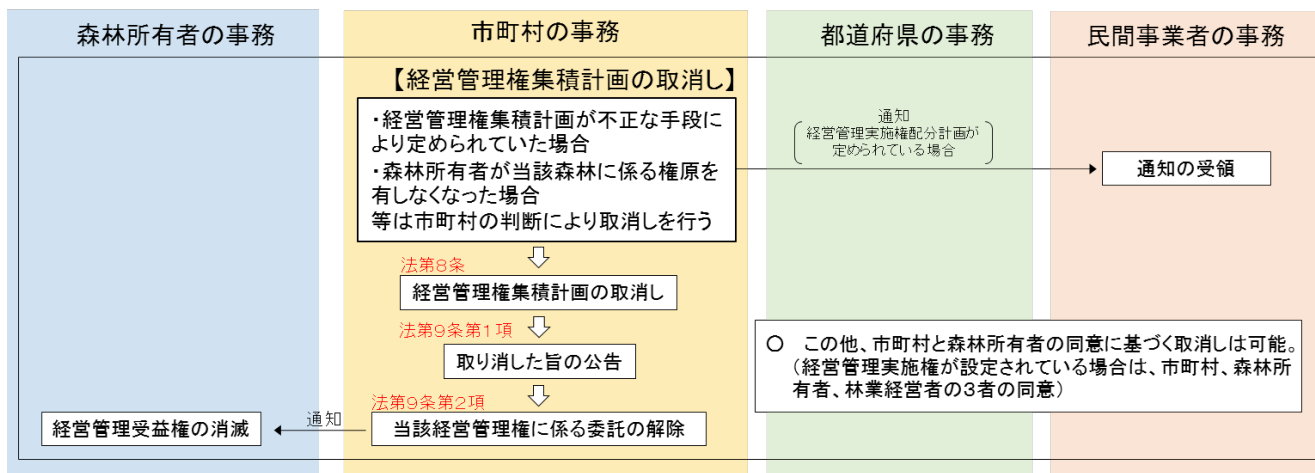 森林所有者の事務
市町村の事務
都道府県の事務
民間事業者の事務
【経営管理権集積計画の取消し】
・経営管理権集積計画が不正な手段に
より定められていた場合
・森林所有者が当該森林に係る権原を
有しなくなった場合
等は市町村の判断により取消しを行う
通知
経営管理実施権配分計画が
定められている場合
通知の受領
法第8条
経営管理権集積計画の取消し
法第9条第1項
取り消した旨の公告
法第9条第2項
当該経営管理権に係る委託の解除
通知
経営管理受益権の消滅
○ この他、市町村と森林所有者の同意に基づく取消しは可能。
（経営管理実施権が設定されている場合は、市町村、森林所
有者、林業経営者の3者の同意）